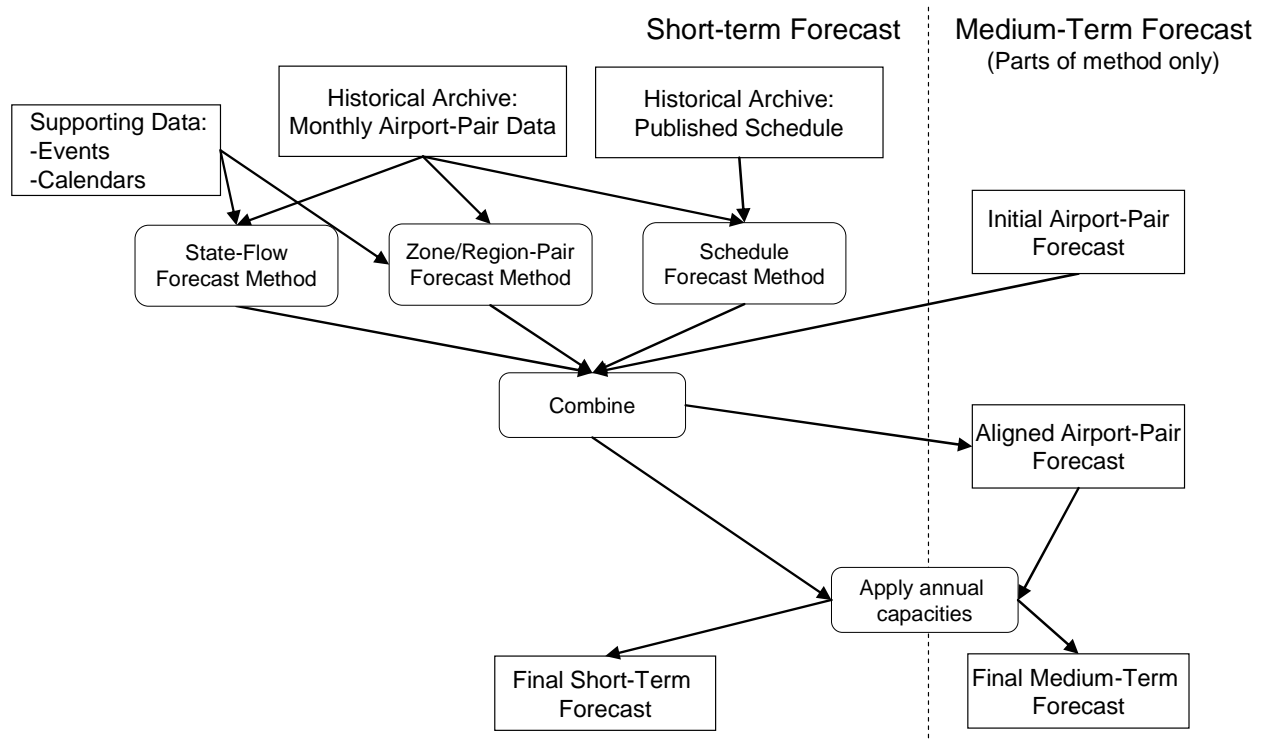 Short-term Forecast
Medium-Term Forecast
(Parts of method only)
Supporting Data:
-Events
-Calendars
Historical Archive:
Monthly Airport-Pair Data
Historical Archive:
Published Schedule
State-Flow
Forecast Method
Zone/Region-Pair
Forecast Method
Schedule
Forecast Method
Initial Airport-Pair
Forecast
Combine
Aligned Airport-Pair
Forecast
Apply annual
capacities
Final Short-Term
Forecast
Final Medium-Term
Forecast